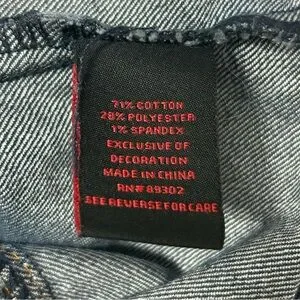 71% COTTON
28% POLYESTER
1% SPANDEX
EXCLUSIVE OF
DECORATION
MADE IN CHINA
RN# 89302
SEE REVERSE FOR CARE